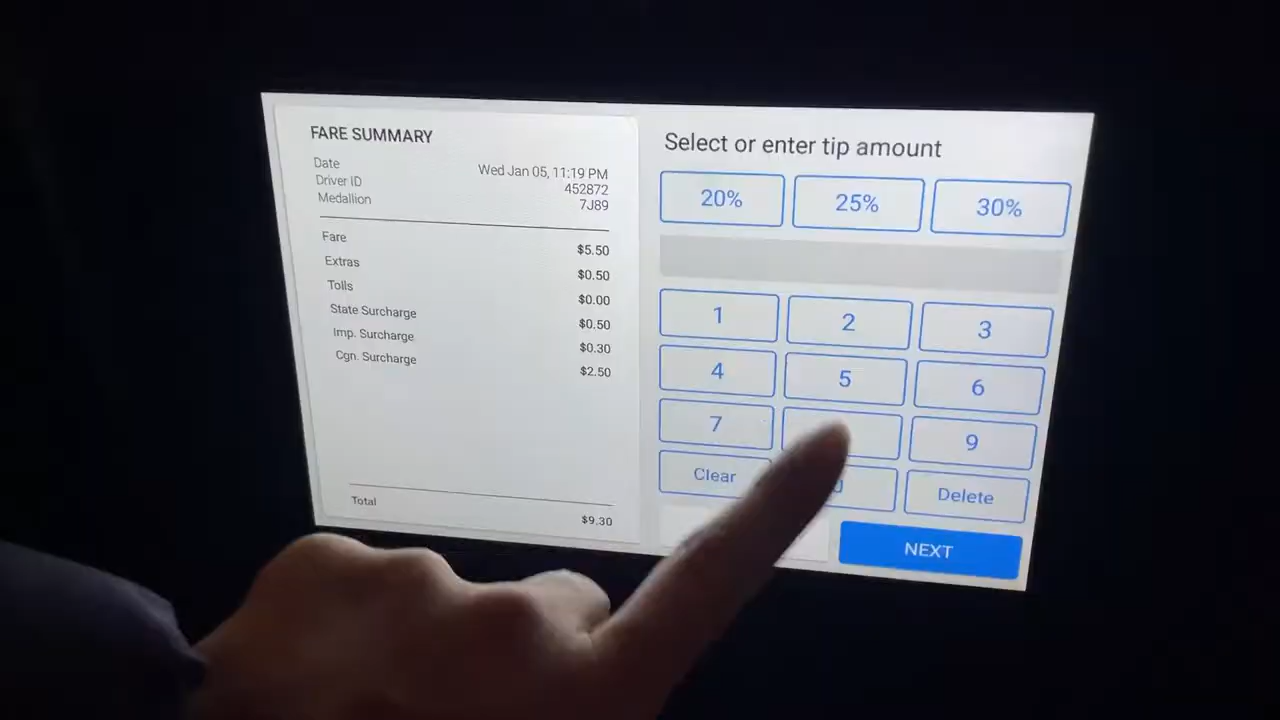 FARE SUMMARY
Date Wed Jan 05, 11:19 PM
Driver ID 452872
Medallion 7J89
Fare $5.50
Extras $0.50
Tolls $0.00
State Surcharge $0.50
Imp. Surcharge $0.30
Cgn. Surcharge $2.50
Total $9.30
Select or enter tip amount
20% 25% 30%
1 2 3
4 5 6
7 9
Clear Delete
NEXT